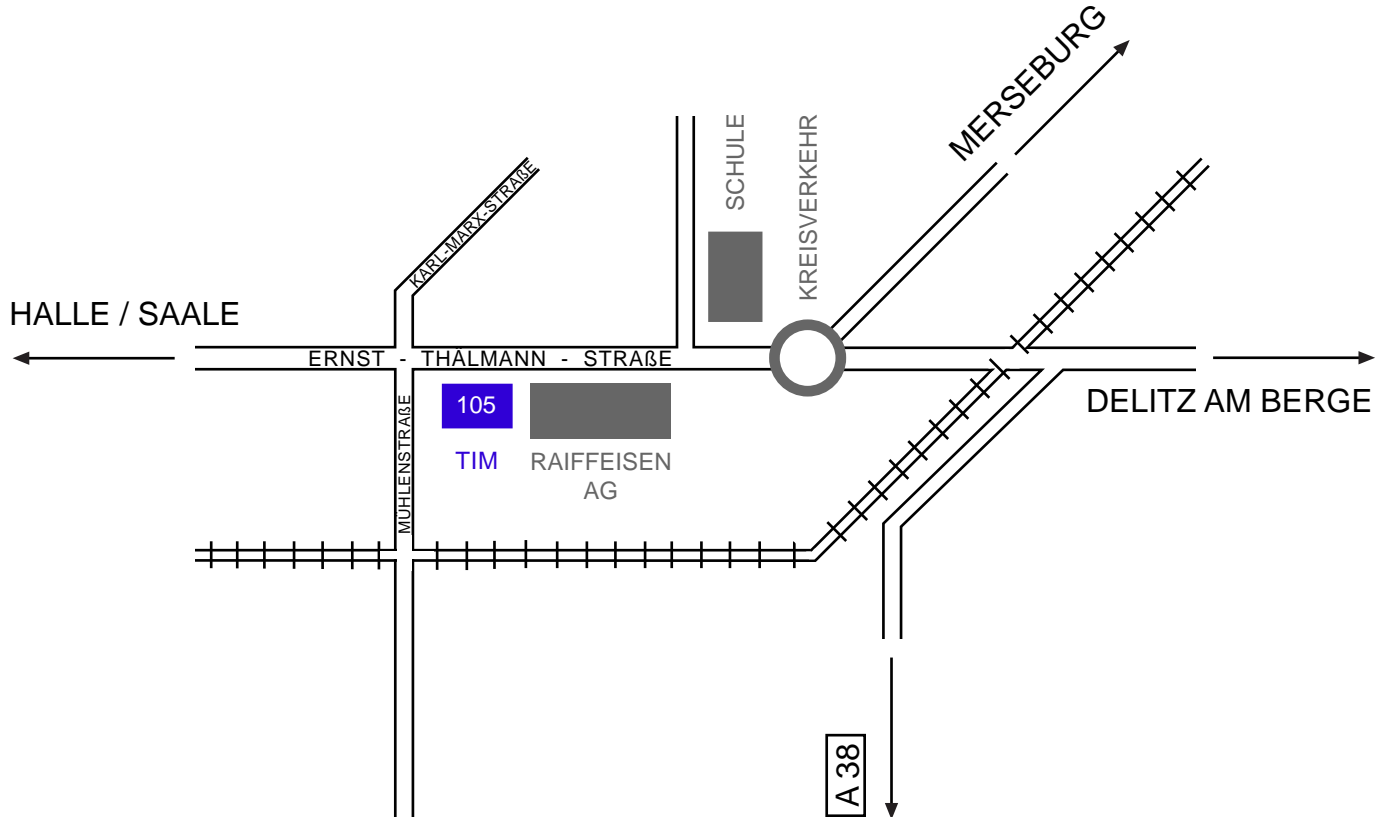 MERSEBURG
SCHULE
KREISVERKEHR
KARL-MARX-STRAßE
HALLE / SAALE
ERNST - THÄLMANN - STRAßE
DELITZ AM BERGE
105
MÜHLENSTRAßE
TIM
RAIFFEISEN
AG
A 38